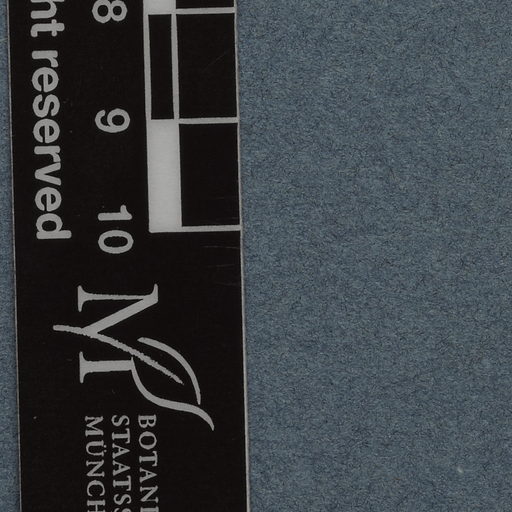 ht reserved
8 9 10
M
BOTANI
STAATSS
MÜNCH